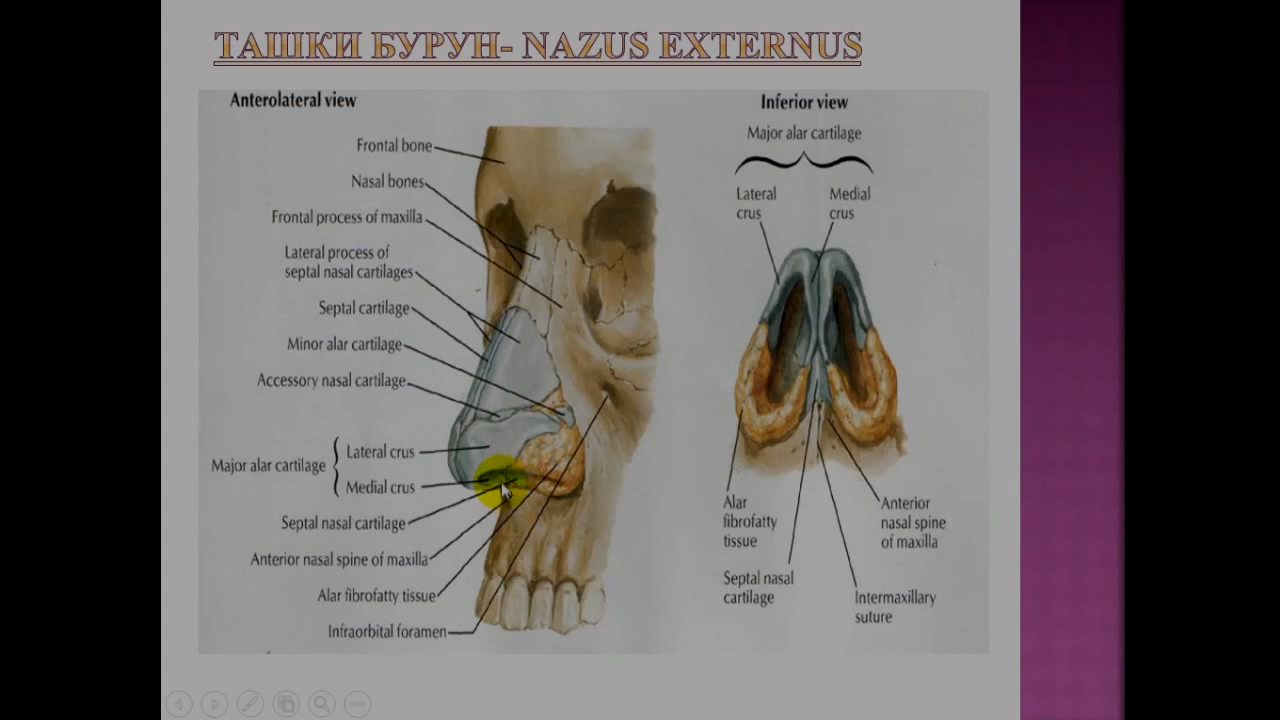 ТАШКИ БУРУН- NAZUS EXTERNUS
Anterolateral view
Frontal bone
Nasal bones
Frontal process of maxilla
Lateral process of
septal nasal cartilages
Septal cartilage
Minor alar cartilage
Accessory nasal cartilage
Major alar cartilage
Lateral crus
Medial crus
Septal nasal cartilage
Anterior nasal spine of maxilla
Alar fibrofatty tissue
Infraorbital foramen
Inferior view
Major alar cartilage
Lateral
crus
Medial
crus
Alar
fibrofatty
tissue
Septal nasal
cartilage
Anterior
nasal spine
of maxilla
Intermaxillary
suture